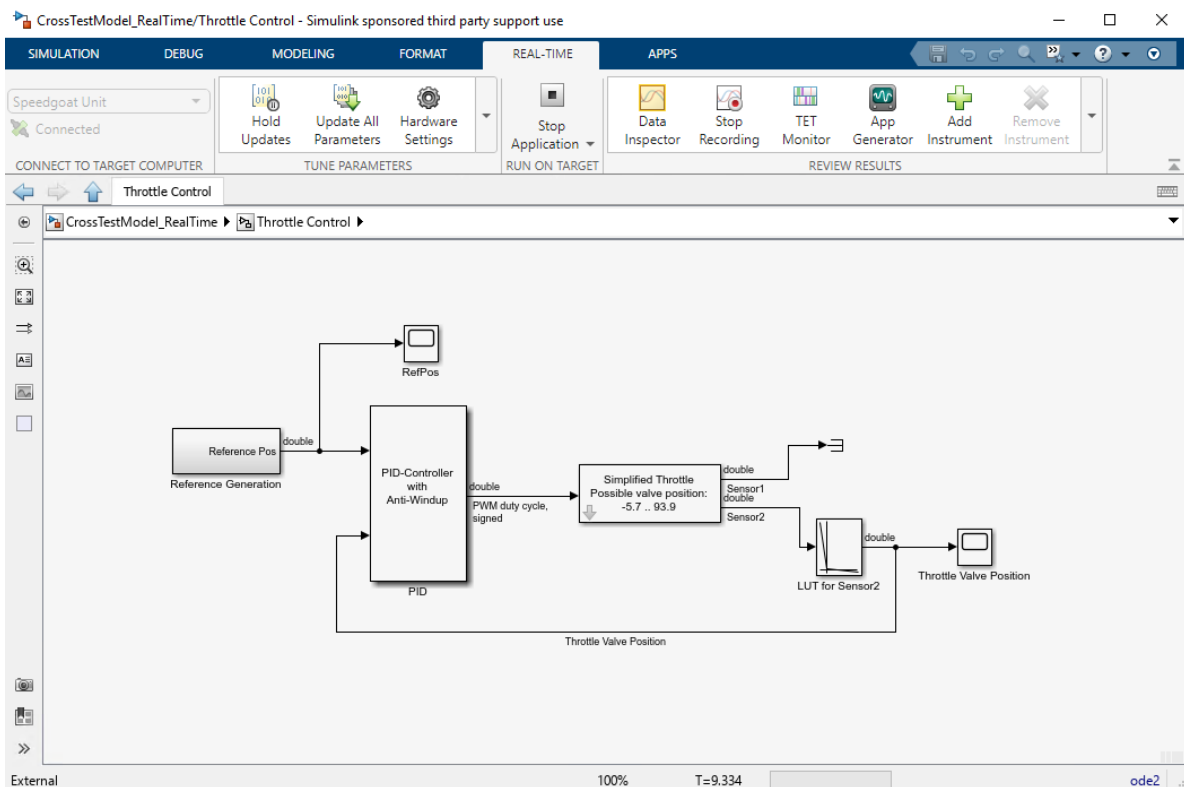 CrossTestModel_RealTime/Throttle Control - Simulink sponsored third party support use
SIMULATION DEBUG MODELING FORMAT REAL-TIME APPS
Speedgoat Unit
Connected
Hold
Updates
Update All
Parameters
Hardware
Settings
Stop
Application
Data
Inspector
Stop
Recording
TET
Monitor
App
Generator
Add
Instrument
Remove
Instrument
CONNECT TO TARGET COMPUTER TUNE PARAMETERS RUN ON TARGET REVIEW RESULTS
Throttle Control
CrossTestModel_RealTime Throttle Control
RefPos
Reference Pos
double
Reference Generation
PID-Controller
with
Anti-Windup
PID
double
PWM duty cycle,
signed
Simplified Throttle
Possible valve position:
-5.7 .. 93.9
double
Sensor1
double
Sensor2
LUT for Sensor2
double
Throttle Valve Position
Throttle Valve Position
External 100% T=9.334 ode2